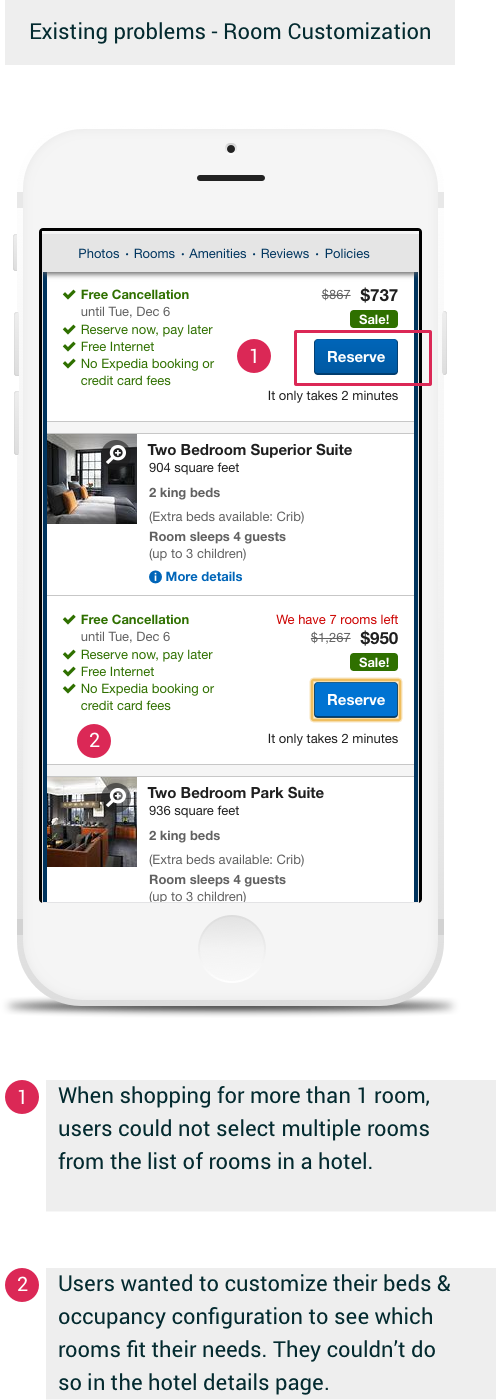 Existing problems - Room Customization
Photos · Rooms · Amenities · Reviews · Policies
Free Cancellation
until Tue, Dec 6
Reserve now, pay later
Free Internet
No Expedia booking or
credit card fees
$867 $737
Sale!
1
Reserve
It only takes 2 minutes
Two Bedroom Superior Suite
904 square feet
2 king beds
(Extra beds available: Crib)
Room sleeps 4 guests
(up to 3 children)
More details
Free Cancellation
until Tue, Dec 6
Reserve now, pay later
Free Internet
No Expedia booking or
credit card fees
We have 7 rooms left
$1,267 $950
Sale!
Reserve
It only takes 2 minutes
2
Two Bedroom Park Suite
936 square feet
2 king beds
(Extra beds available: Crib)
Room sleeps 4 guests
(up to 3 children)
1
When shopping for more than 1 room,
users could not select multiple rooms
from the list of rooms in a hotel.
2
Users wanted to customize their beds &
occupancy configuration to see which
rooms fit their needs. They couldn’t do
so in the hotel details page.